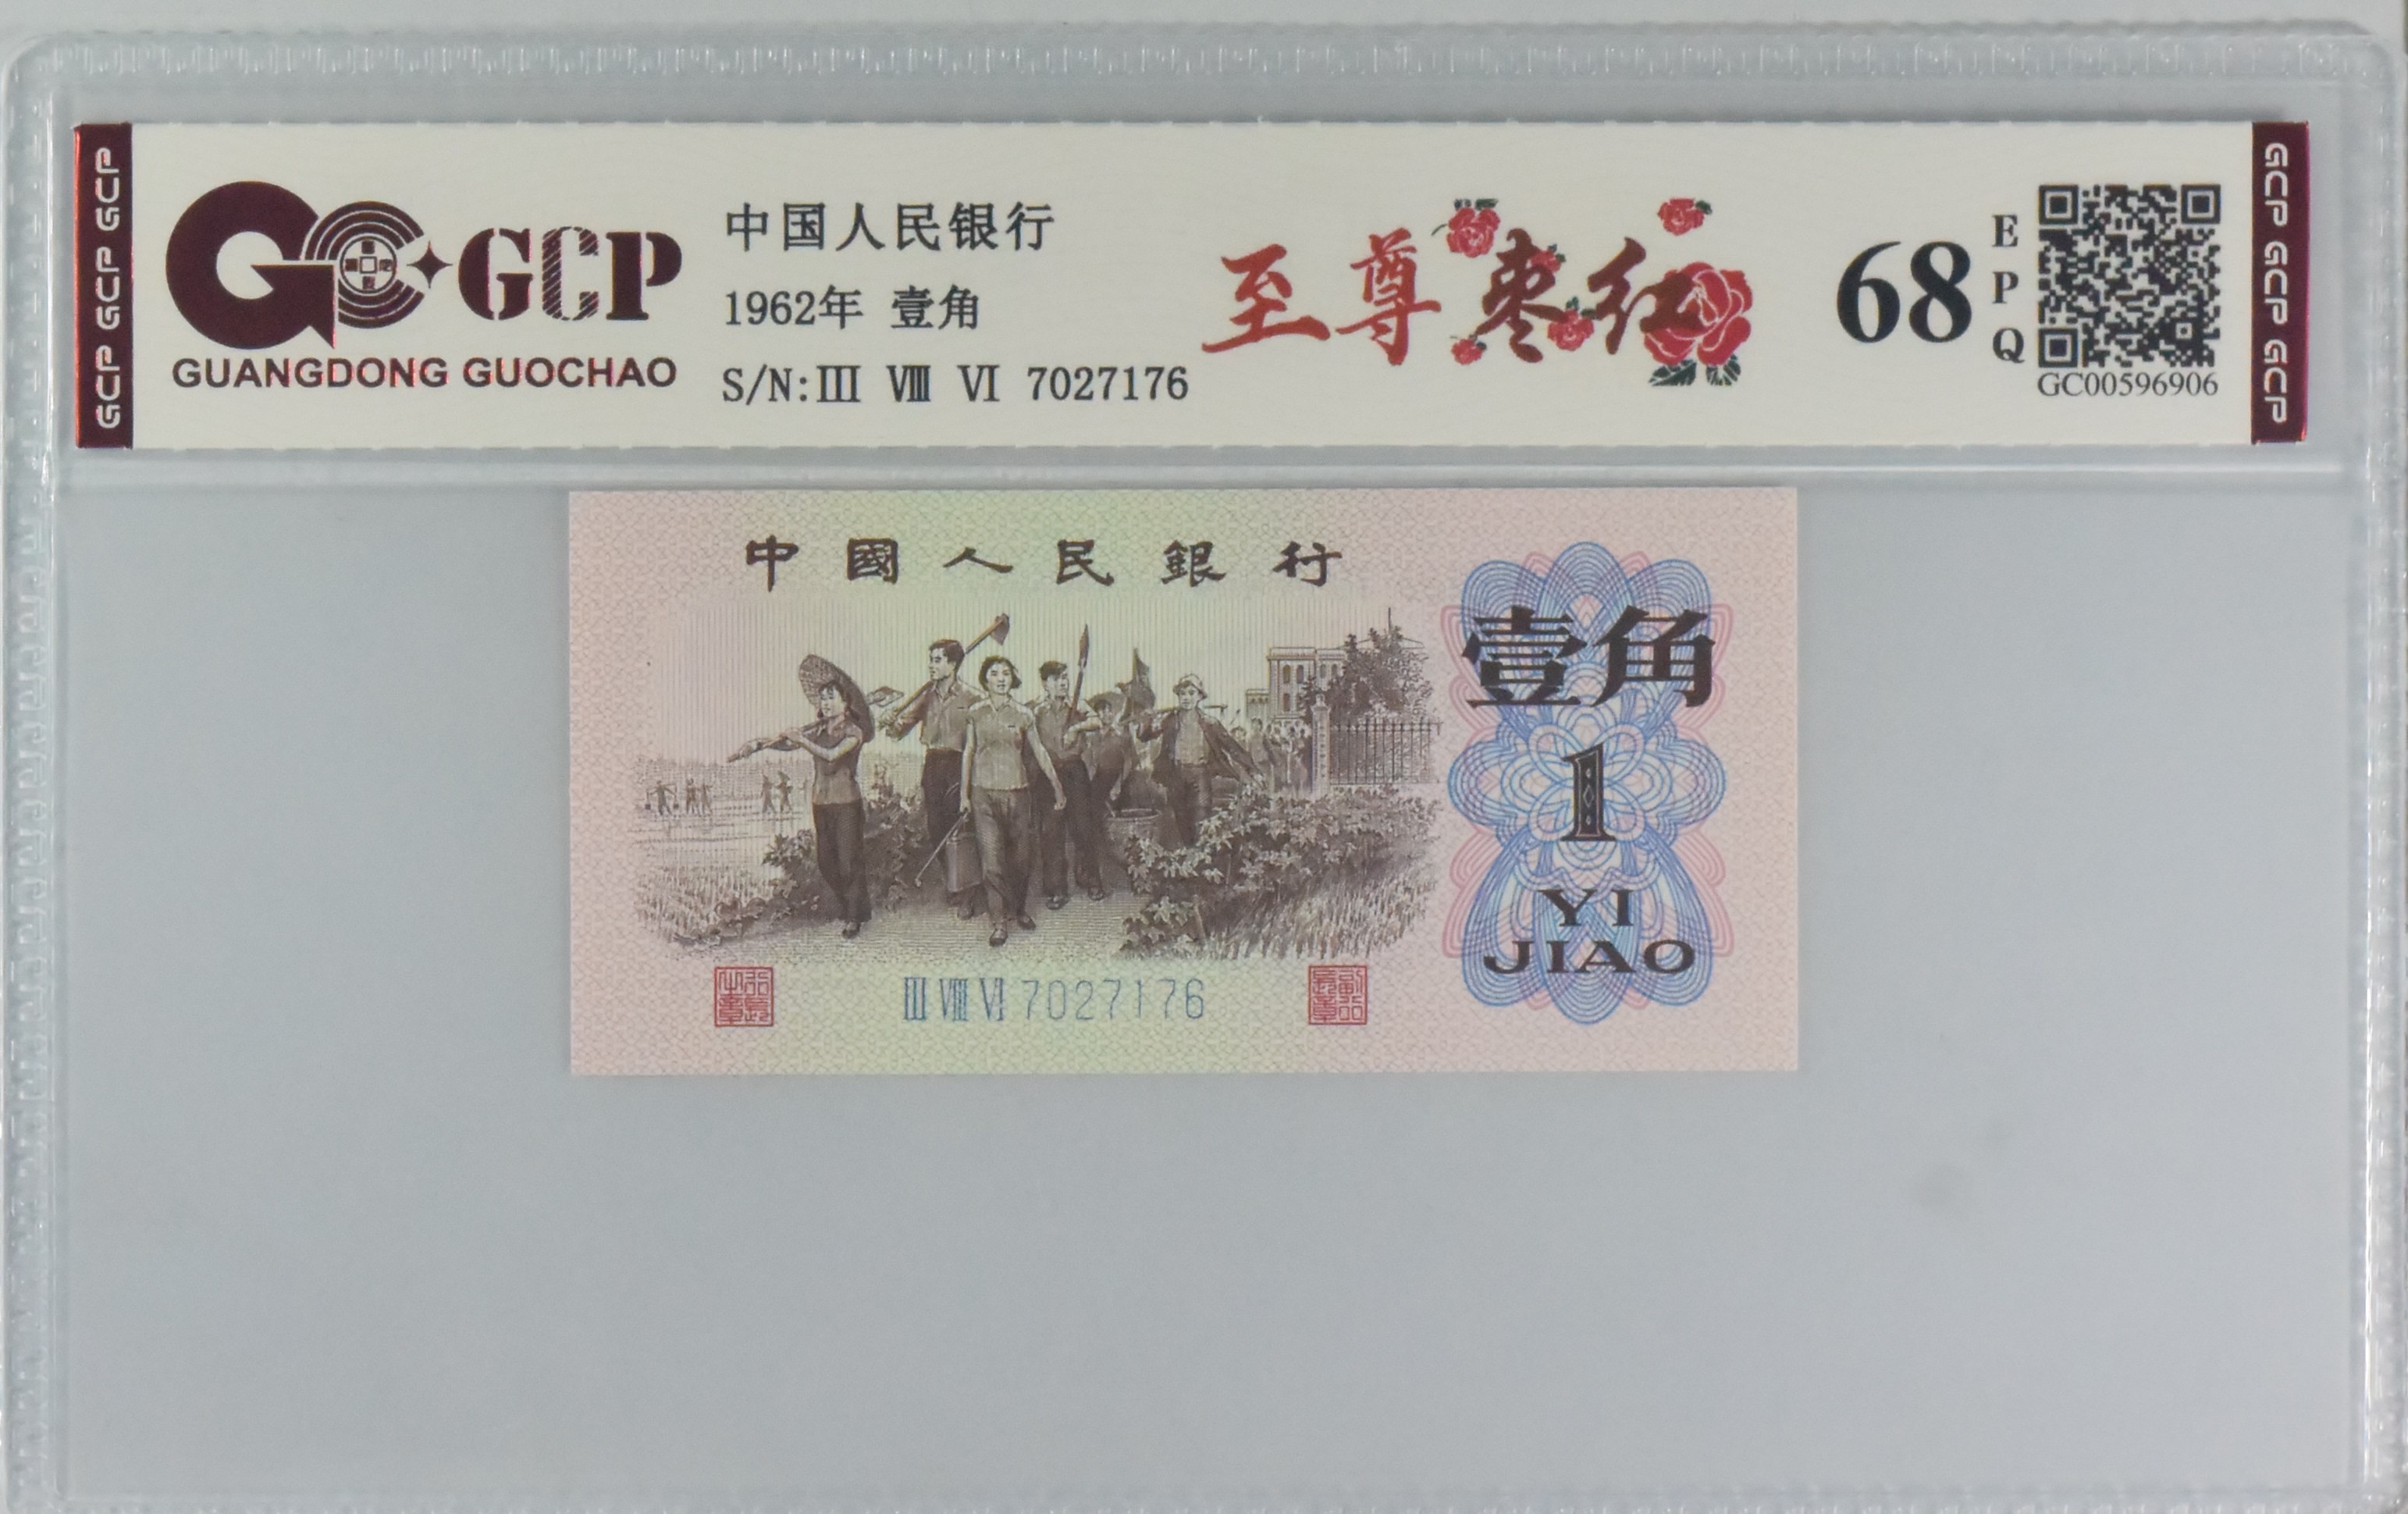 GCP GCP GCP
GCP
GUANGDONG GUOCHAO
中国人民银行
1962年 壹角
S/N:III VIII VI 7027176
至尊枣红
68
EPQ
GC00596906
GCP GCP GCP
中國人民銀行
壹角
1
YI
JIAO
III VIII VI 7027176